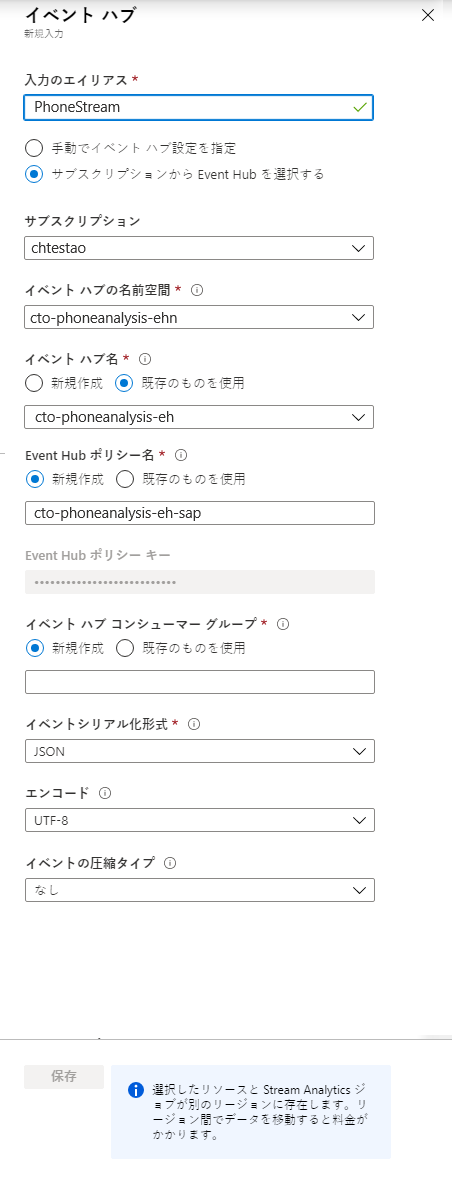 イベント ハブ
新規入力
入力のエイリアス *
PhoneStream
手動でイベント ハブ設定を指定
サブスクリプションから Event Hub を選択する
サブスクリプション
chtestao
イベント ハブの名前空間 *
cto-phoneanalysis-ehn
イベント ハブ名 *
新規作成 既存のものを使用
cto-phoneanalysis-eh
Event Hub ポリシー名 *
新規作成 既存のものを使用
cto-phoneanalysis-eh-sap
Event Hub ポリシー キー
•••••••••••••••••••••••••••
イベント ハブ コンシューマー グループ *
新規作成 既存のものを使用
イベントシリアル化形式 *
JSON
エンコード
UTF-8
イベントの圧縮タイプ
なし
保存
選択したリソースと Stream Analytics ジ
ョブが別のリージョンに存在します。リ
ージョン間でデータを移動すると料金が
かかります。